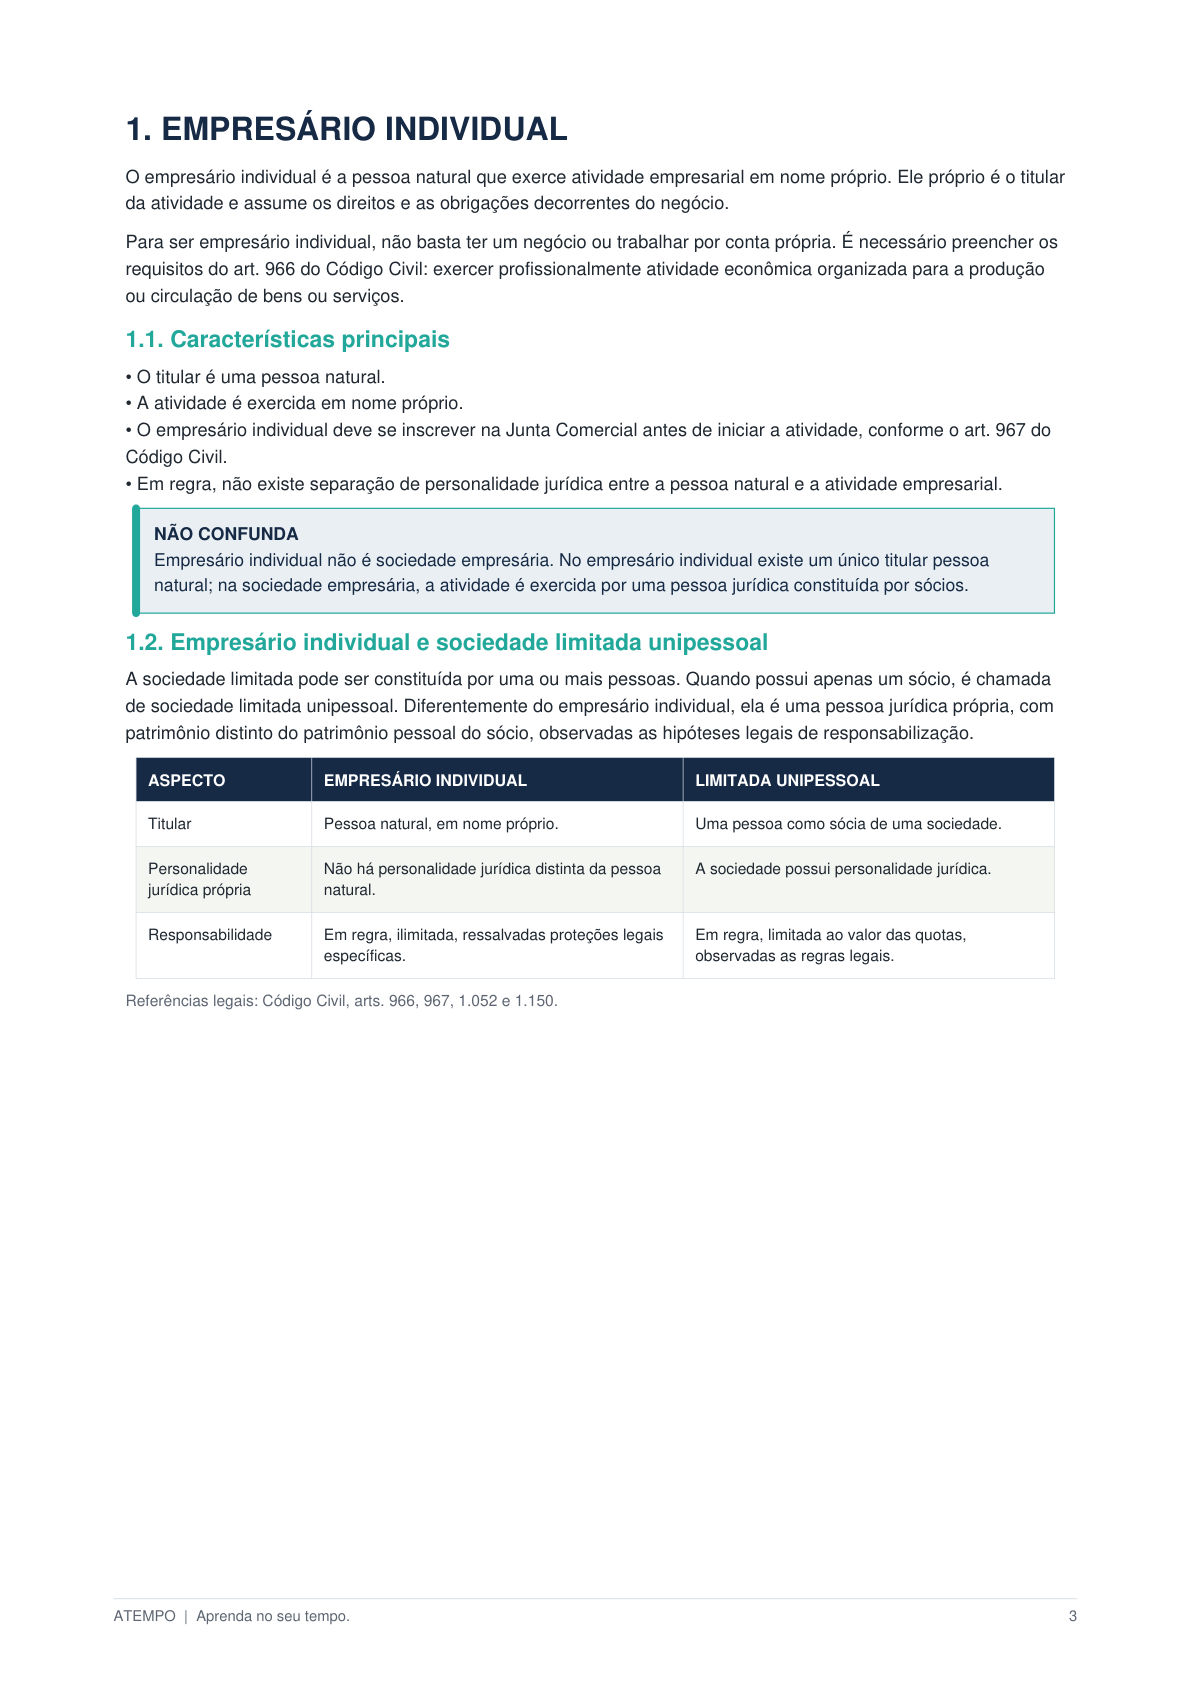 1. EMPRESÁRIO INDIVIDUAL
O empresário individual é a pessoa natural que exerce atividade empresarial em nome próprio. Ele próprio é o titular
da atividade e assume os direitos e as obrigações decorrentes do negócio.
Para ser empresário individual, não basta ter um negócio ou trabalhar por conta própria. É necessário preencher os
requisitos do art. 966 do Código Civil: exercer profissionalmente atividade econômica organizada para a produção
ou circulação de bens ou serviços.
1.1. Características principais
• O titular é uma pessoa natural.
• A atividade é exercida em nome próprio.
• O empresário individual deve se inscrever na Junta Comercial antes de iniciar a atividade, conforme o art. 967 do
Código Civil.
• Em regra, não existe separação de personalidade jurídica entre a pessoa natural e a atividade empresarial.
NÃO CONFUNDA
Empresário individual não é sociedade empresária. No empresário individual existe um único titular pessoa
natural; na sociedade empresária, a atividade é exercida por uma pessoa jurídica constituída por sócios.
1.2. Empresário individual e sociedade limitada unipessoal
A sociedade limitada pode ser constituída por uma ou mais pessoas. Quando possui apenas um sócio, é chamada
de sociedade limitada unipessoal. Diferentemente do empresário individual, ela é uma pessoa jurídica própria, com
patrimônio distinto do patrimônio pessoal do sócio, observadas as hipóteses legais de responsabilização.
ASPECTO EMPRESÁRIO INDIVIDUAL LIMITADA UNIPESSOAL
Titular Pessoa natural, em nome próprio. Uma pessoa como sócia de uma sociedade.
Personalidade Não há personalidade jurídica distinta da pessoa A sociedade possui personalidade jurídica.
jurídica própria natural.
Responsabilidade Em regra, ilimitada, ressalvadas proteções legais Em regra, limitada ao valor das quotas,
específicas. observadas as regras legais.
Referências legais: Código Civil, arts. 966, 967, 1.052 e 1.150.
ATEMPO | Aprenda no seu tempo. 3